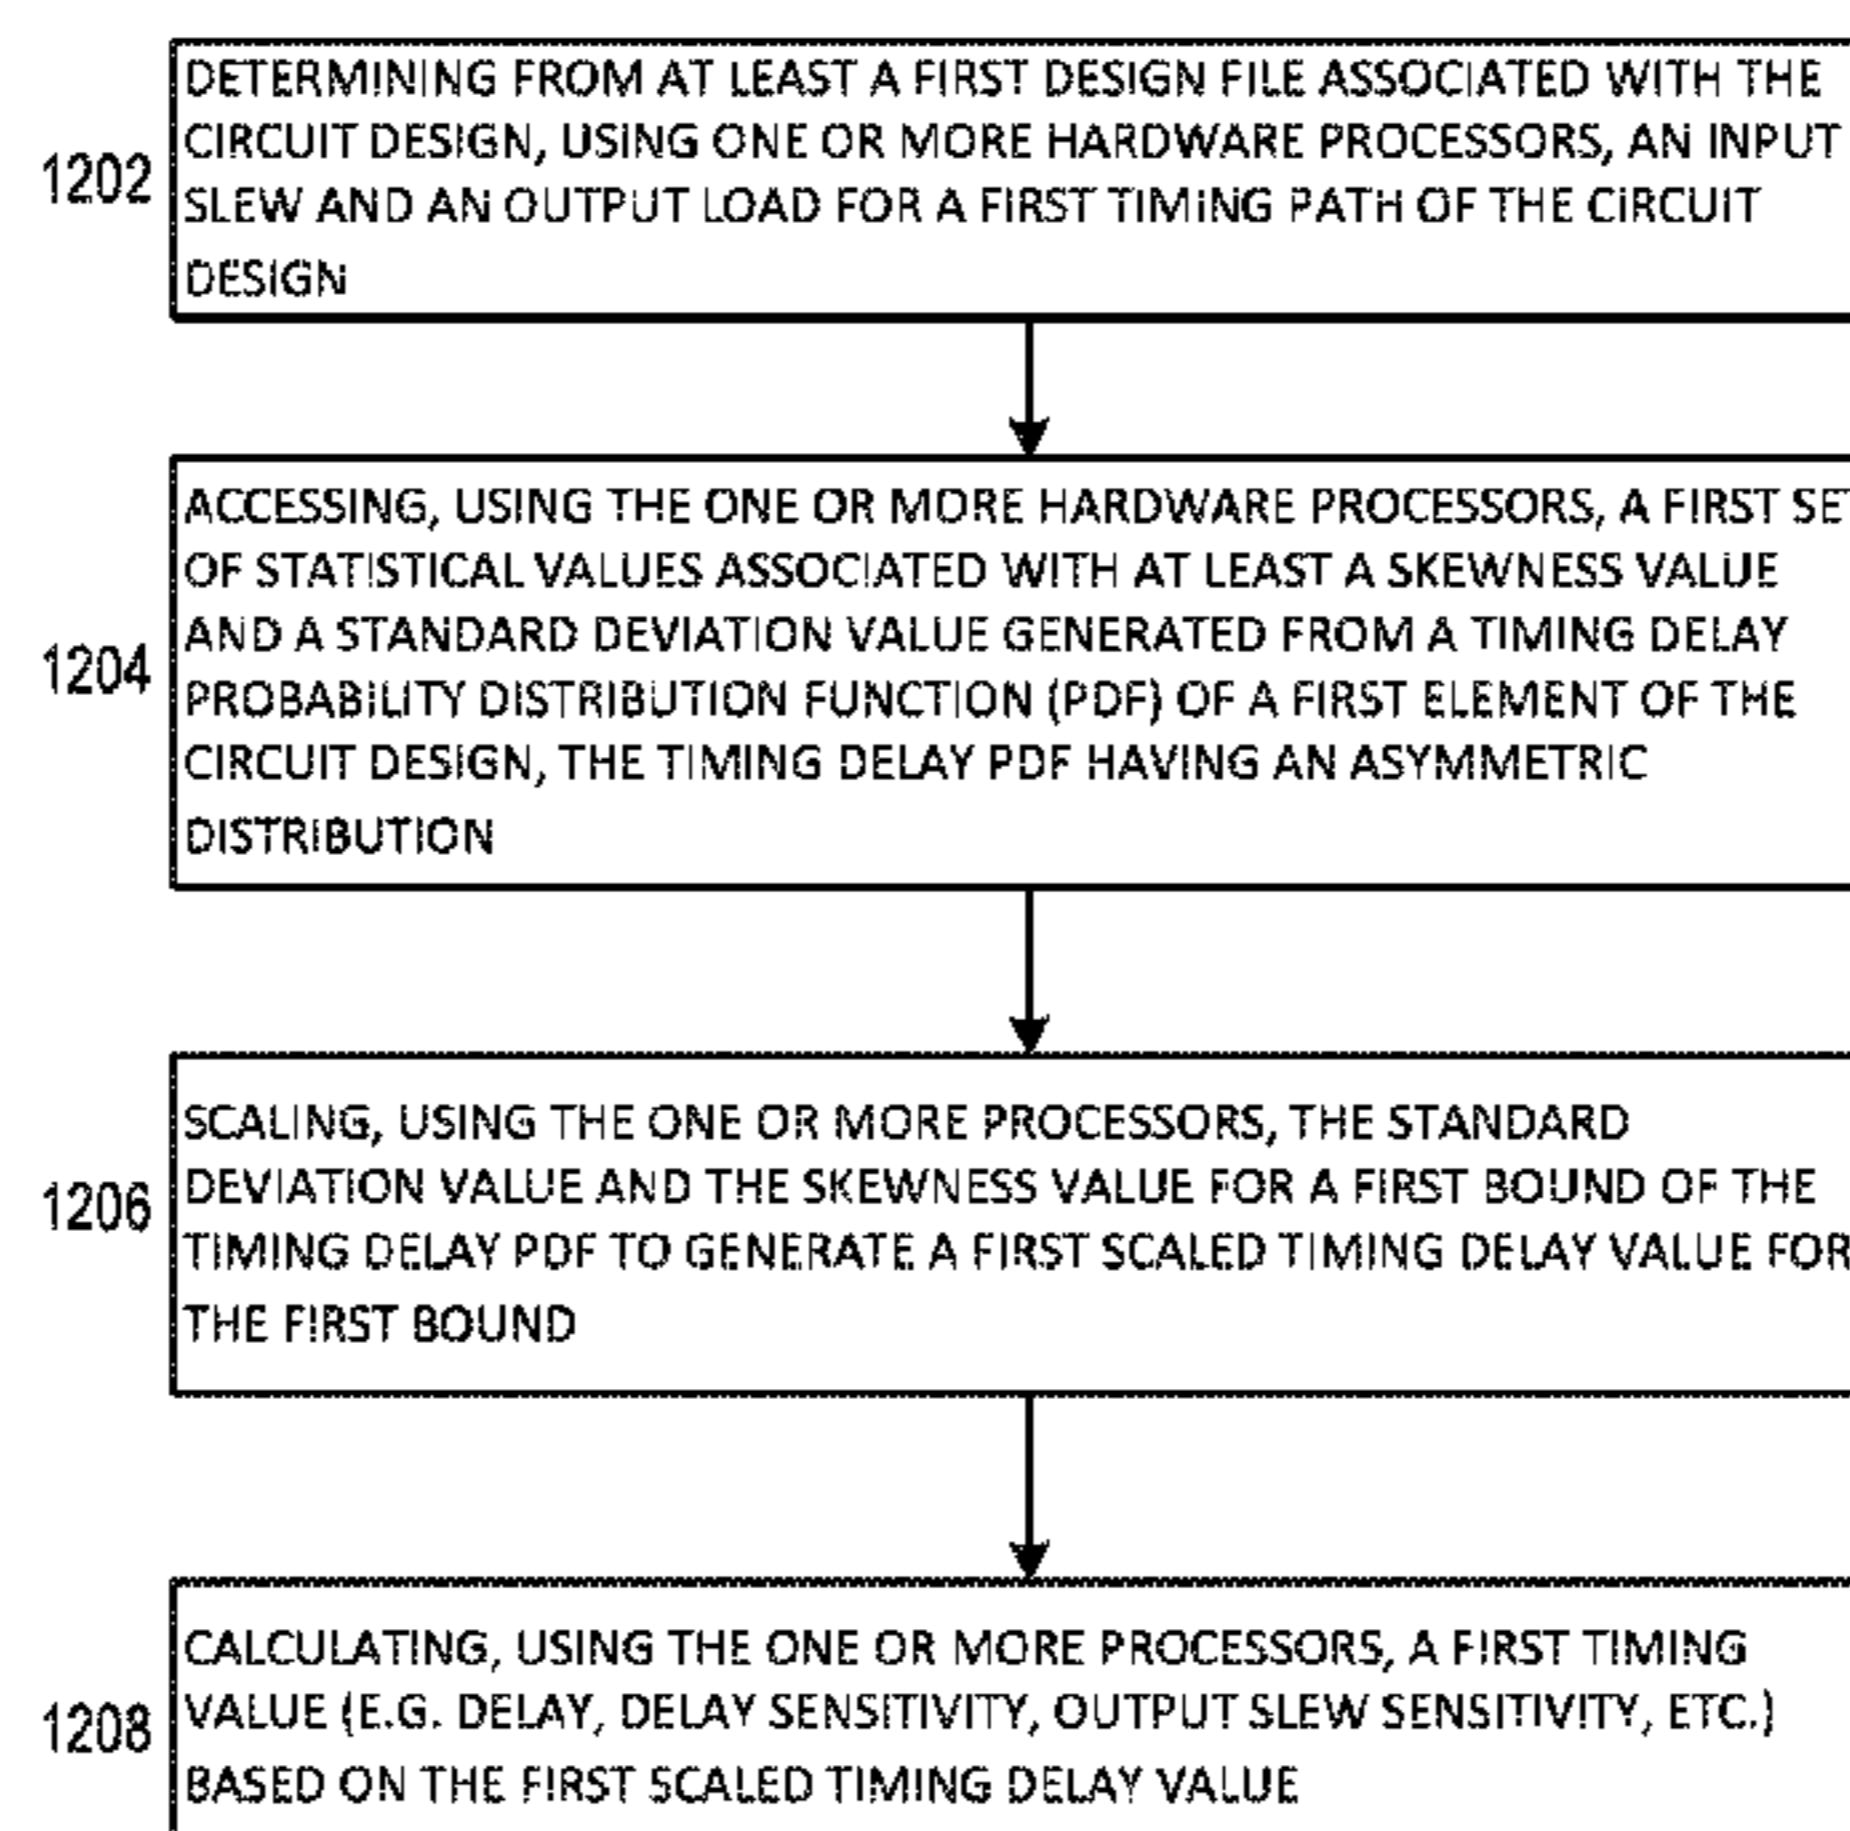 DETERMINING FROM AT LEAST A FIRST DESIGN FILE ASSOCIATED WITH THE
CIRCUIT DESIGN, USING ONE OR MORE HARDWARE PROCESSORS, AN INPUT
1202
SLEW AND AN OUTPUT LOAD FOR A FIRST TIMING PATH OF THE CIRCUIT
DESIGN
ACCESSING, USING THE ONE OR MORE HARDWARE PROCESSORS, A FIRST SET
OF STATISTICAL VALUES ASSOCIATED WITH AT LEAST A SKEWNESS VALUE
AND A STANDARD DEVIATION VALUE GENERATED FROM A TIMING DELAY
1204
PROBABILITY DISTRIBUTION FUNCTION (PDF) OF A FIRST ELEMENT OF THE
CIRCUIT DESIGN, THE TIMING DELAY PDF HAVING AN ASYMMETRIC
DISTRIBUTION
SCALING, USING THE ONE OR MORE PROCESSORS, THE STANDARD
DEVIATION VALUE AND THE SKEWNESS VALUE FOR A FIRST BOUND OF THE
1206
TIMING DELAY PDF TO GENERATE A FIRST SCALED TIMING DELAY VALUE FOR
THE FIRST BOUND
CALCULATING, USING THE ONE OR MORE PROCESSORS, A FIRST TIMING
VALUE (E.G. DELAY, DELAY SENSITIVITY, OUTPUT SLEW SENSITIVITY, ETC.)
1208
BASED ON THE FIRST SCALED TIMING DELAY VALUE